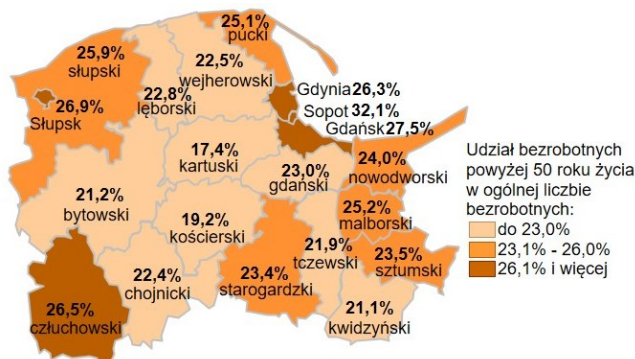 25,1%
pucki
25,9%
słupski
22,5%
wejherowski
Gdynia 26,3%
26,9%
Słupsk
22,8%
lęborski
Sopot 32,1%
Gdańsk 27,5%
17,4%
kartuski
23,0%
gdański
24,0%
nowodworski
21,2%
bytowski
19,2%
kościerski
25,2%
malborski
21,9%
tczewski
23,5%
sztumski
26,5%
człuchowski
22,4%
chojnicki
23,4%
starogardzki
21,1%
kwidzyński
Udział bezrobotnych
powyżej 50 roku życia
w ogólnej liczbie
bezrobotnych:
do 23,0%
23,1% - 26,0%
26,1% i więcej